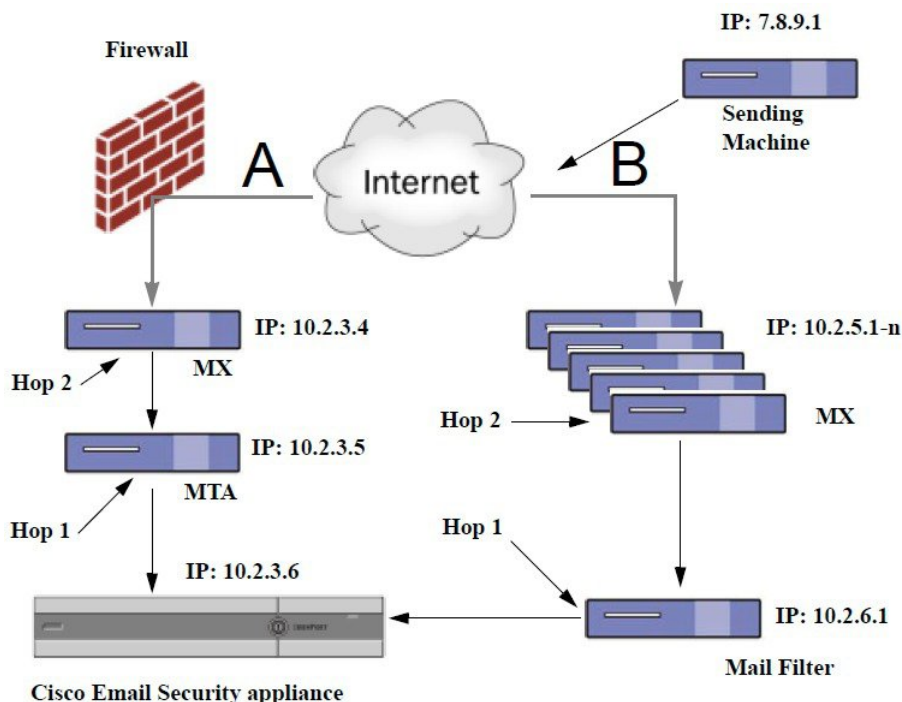 IP: 7.8.9.1
Firewall
Sending
Machine
A
Internet
B
IP: 10.2.3.4
MX
Hop 2
IP: 10.2.3.5
MTA
Hop 1
IP: 10.2.3.6
Cisco Email Security appliance
IP: 10.2.5.1-n
MX
Hop 2
Hop 1
IP: 10.2.6.1
Mail Filter